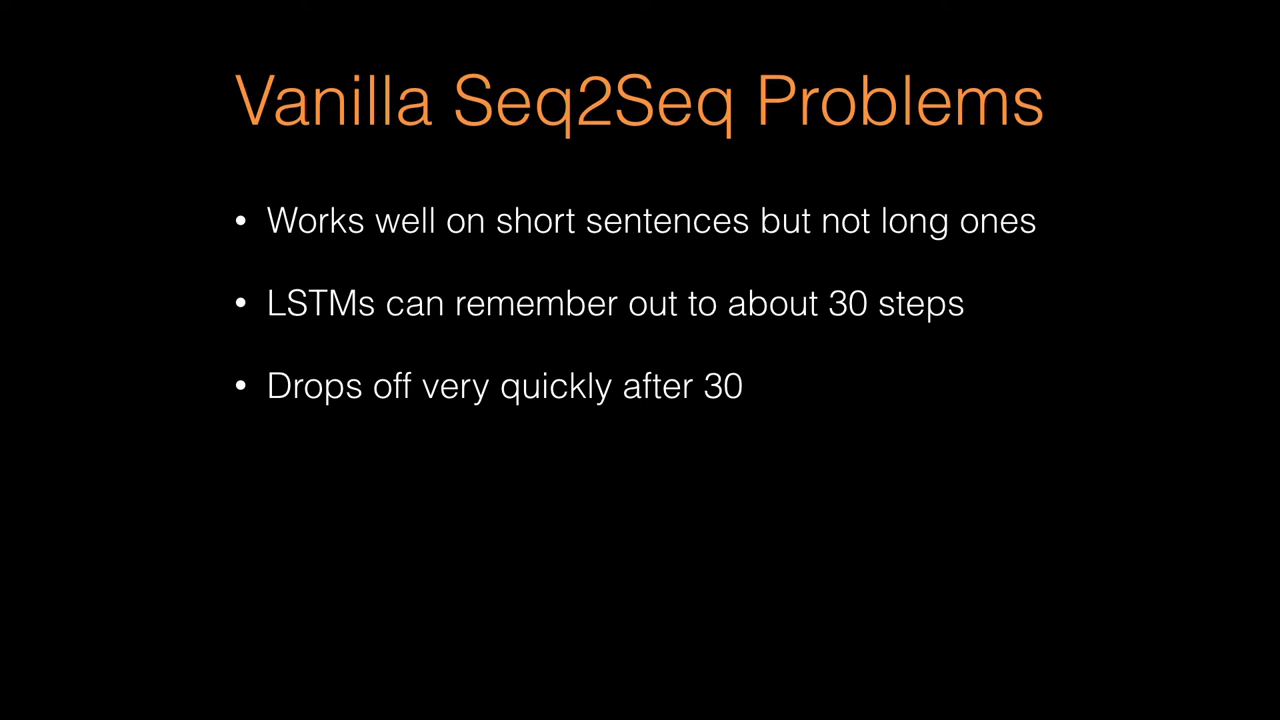 Vanilla Seq2Seq Problems
• Works well on short sentences but not long ones
• LSTMs can remember out to about 30 steps
• Drops off very quickly after 30